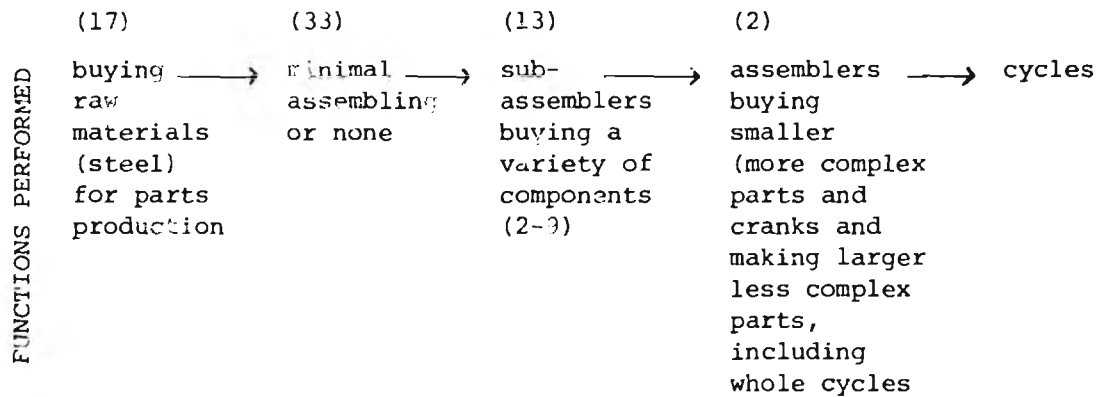 FUNCTIONS PERFORMED
(17)
buying
raw
materials
(steel)
for parts
production
(33)
minimal
assembling
or none
(13)
sub-
assemblers
buying a
variety of
components
(2-9)
(2)
assemblers
buying
smaller
(more complex
parts and
cranks and
making larger
less complex
parts,
including
whole cycles
cycles